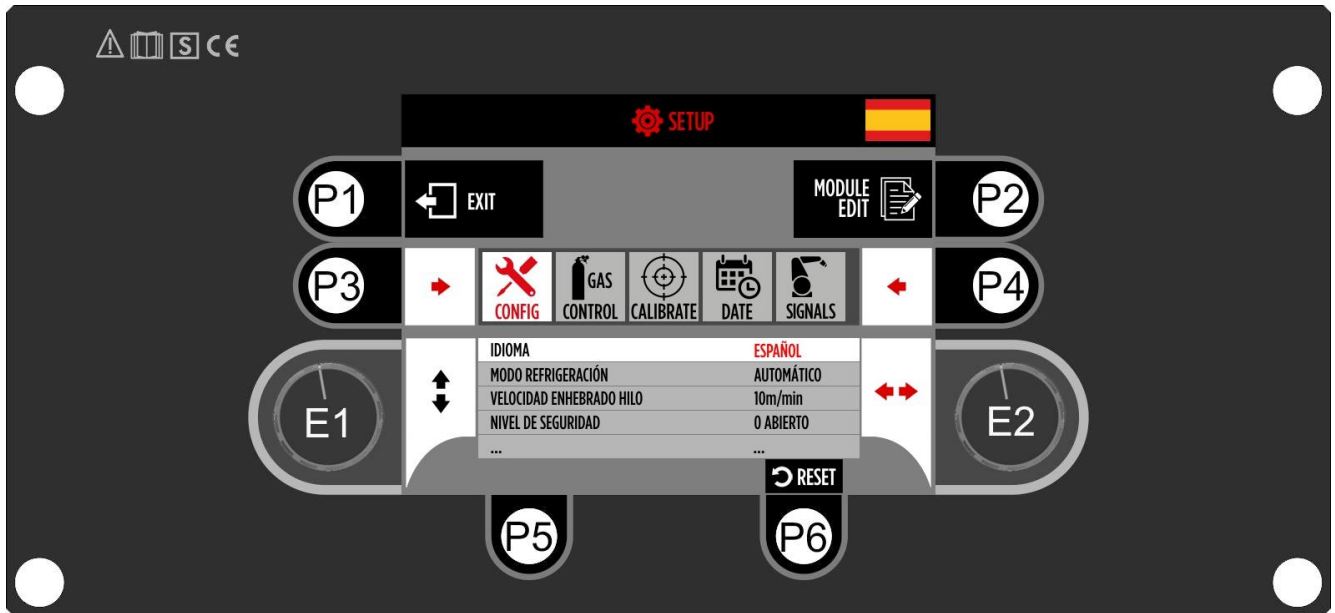 S CE
SETUP
P1
EXIT
MODULE
EDIT
P2
P3
CONFIG
GAS
CONTROL
CALIBRATE
DATE
SIGNALS
P4
IDIOMA ESPAÑOL
MODO REFRIGERACIÓN AUTOMÁTICO
VELOCIDAD ENHEBRADO HILO 10m/min
NIVEL DE SEGURIDAD 0 ABIERTO
... ...
E1
E2
RESET
P5
P6